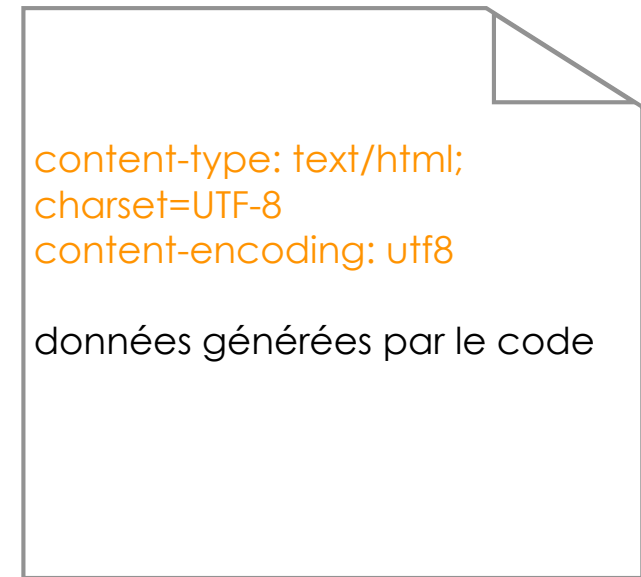 content-type: text/html;
charset=UTF-8
content-encoding: utf8
données générées par le code